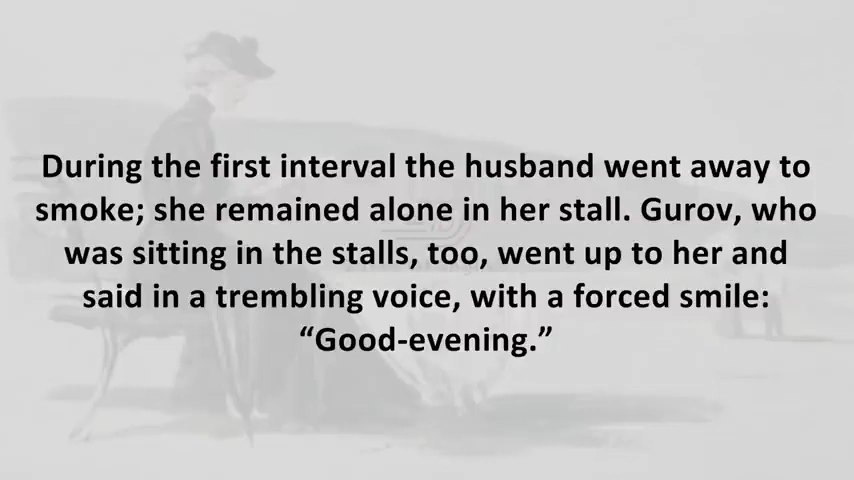 During the first interval the husband went away to
smoke; she remained alone in her stall. Gurov, who
was sitting in the stalls, too, went up to her and
said in a trembling voice, with a forced smile:
“Good-evening.”